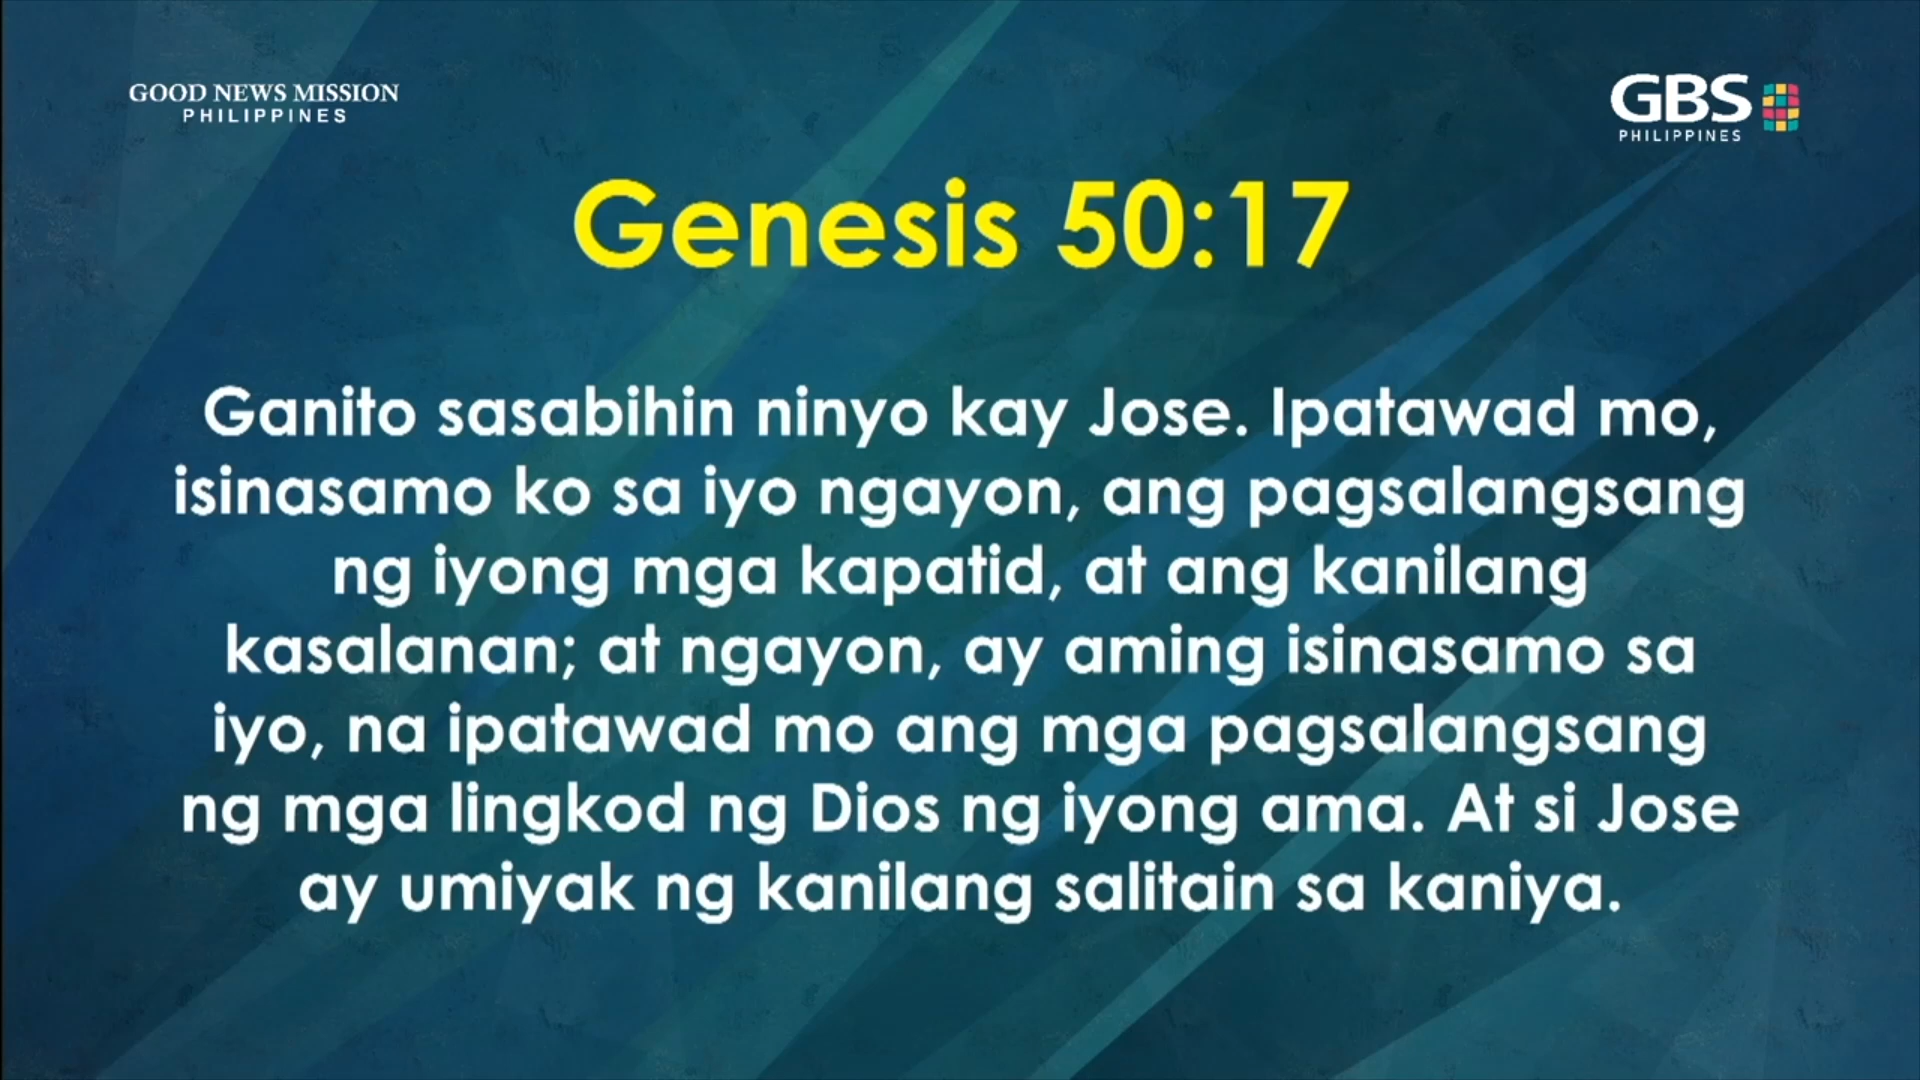 GOOD NEWS MISSION
PHILIPPINES
GBS
PHILIPPINES
Genesis 50:17
Ganito sasabihin ninyo kay Jose. Ipatawad mo,
isinasamo ko sa iyo ngayon, ang pagsalangsang
ng iyong mga kapatid, at ang kanilang
kasalanan; at ngayon, ay aming isinasamo sa
iyo, na ipatawad mo ang mga pagsalangsang
ng mga lingkod ng Dios ng iyong ama. At si Jose
ay umiyak ng kanilang salitain sa kaniya.